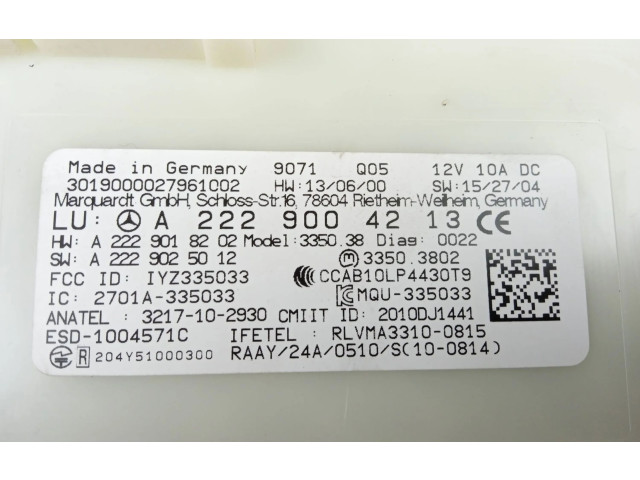 Made in Germany 9071 Q05 12V 10A DC
3019000027961C02 HW:13/06/00 SW:15/27/04
Marquardt GmbH, Schloss-Str.16, 78604 Rietheim-Weilheim, Germany
LU: A 222 900 42 13 CE
HW: A 222 901 82 02 Model:3350.38 Diag: 0022
SW: A 222 902 50 12 3350.3802
FCC ID: IYZ335033 CCAB10LP4430T9
IC: 2701A-335033 MQU-335033
ANATEL : 3217-10-2930 CMIIT ID: 2010DJ1441
ESD-1004571C IFETEL: RLVMA3310-0815
R 204Y51000300 RAAY/24A/0510/S(10-0814)